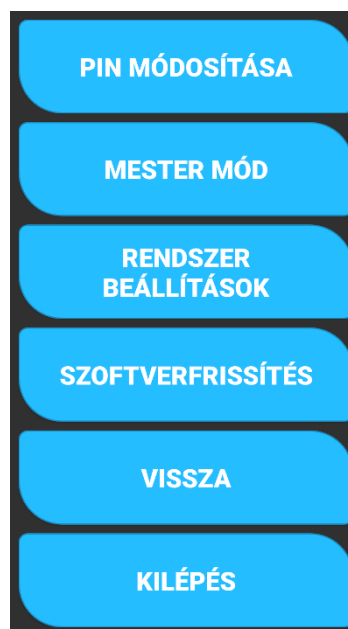 PIN MÓDOSÍTÁSA
MESTER MÓD
RENDSZER
BEÁLLÍTÁSOK
SZOFTVERFRISSÍTÉS
VISSZA
KILÉPÉS